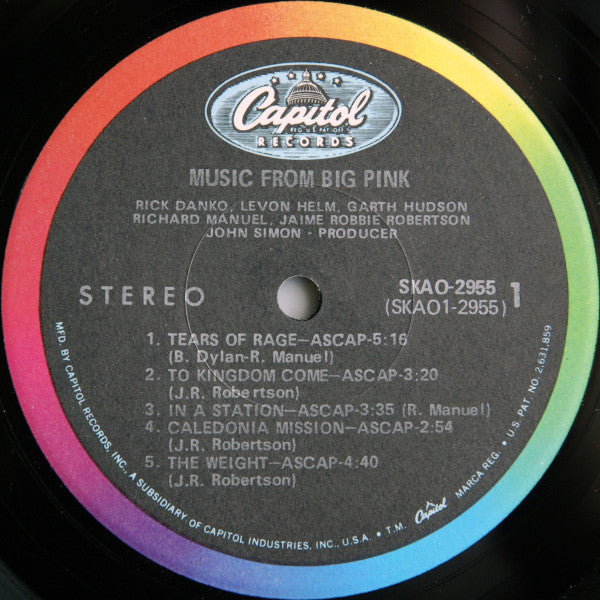 Capitol
REG. U.S. PAT. OFF.
RECORDS
MUSIC FROM BIG PINK
RICK DANKO, LEVON HELM, GARTH HUDSON
RICHARD MANUEL, JAIME ROBBIE ROBERTSON
JOHN SIMON - PRODUCER
STEREO
SKAO-2955
(SKAO1-2955)
1
1. TEARS OF RAGE—ASCAP-5:16
(B. Dylan-R. Manuel)
2. TO KINGDOM COME—ASCAP-3:20
(J.R. Robertson)
3. IN A STATION—ASCAP-3:35 (R. Manuel)
4. CALEDONIA MISSION—ASCAP-2:54
(J.R. Robertson)
5. THE WEIGHT—ASCAP-4:40
(J.R. Robertson)
MFD. BY CAPITOL RECORDS, INC., A SUBSIDIARY OF CAPITOL INDUSTRIES, INC., U.S.A. • T.M. Capitol MARCA REG. • U.S. PAT. NO. 2,631,859